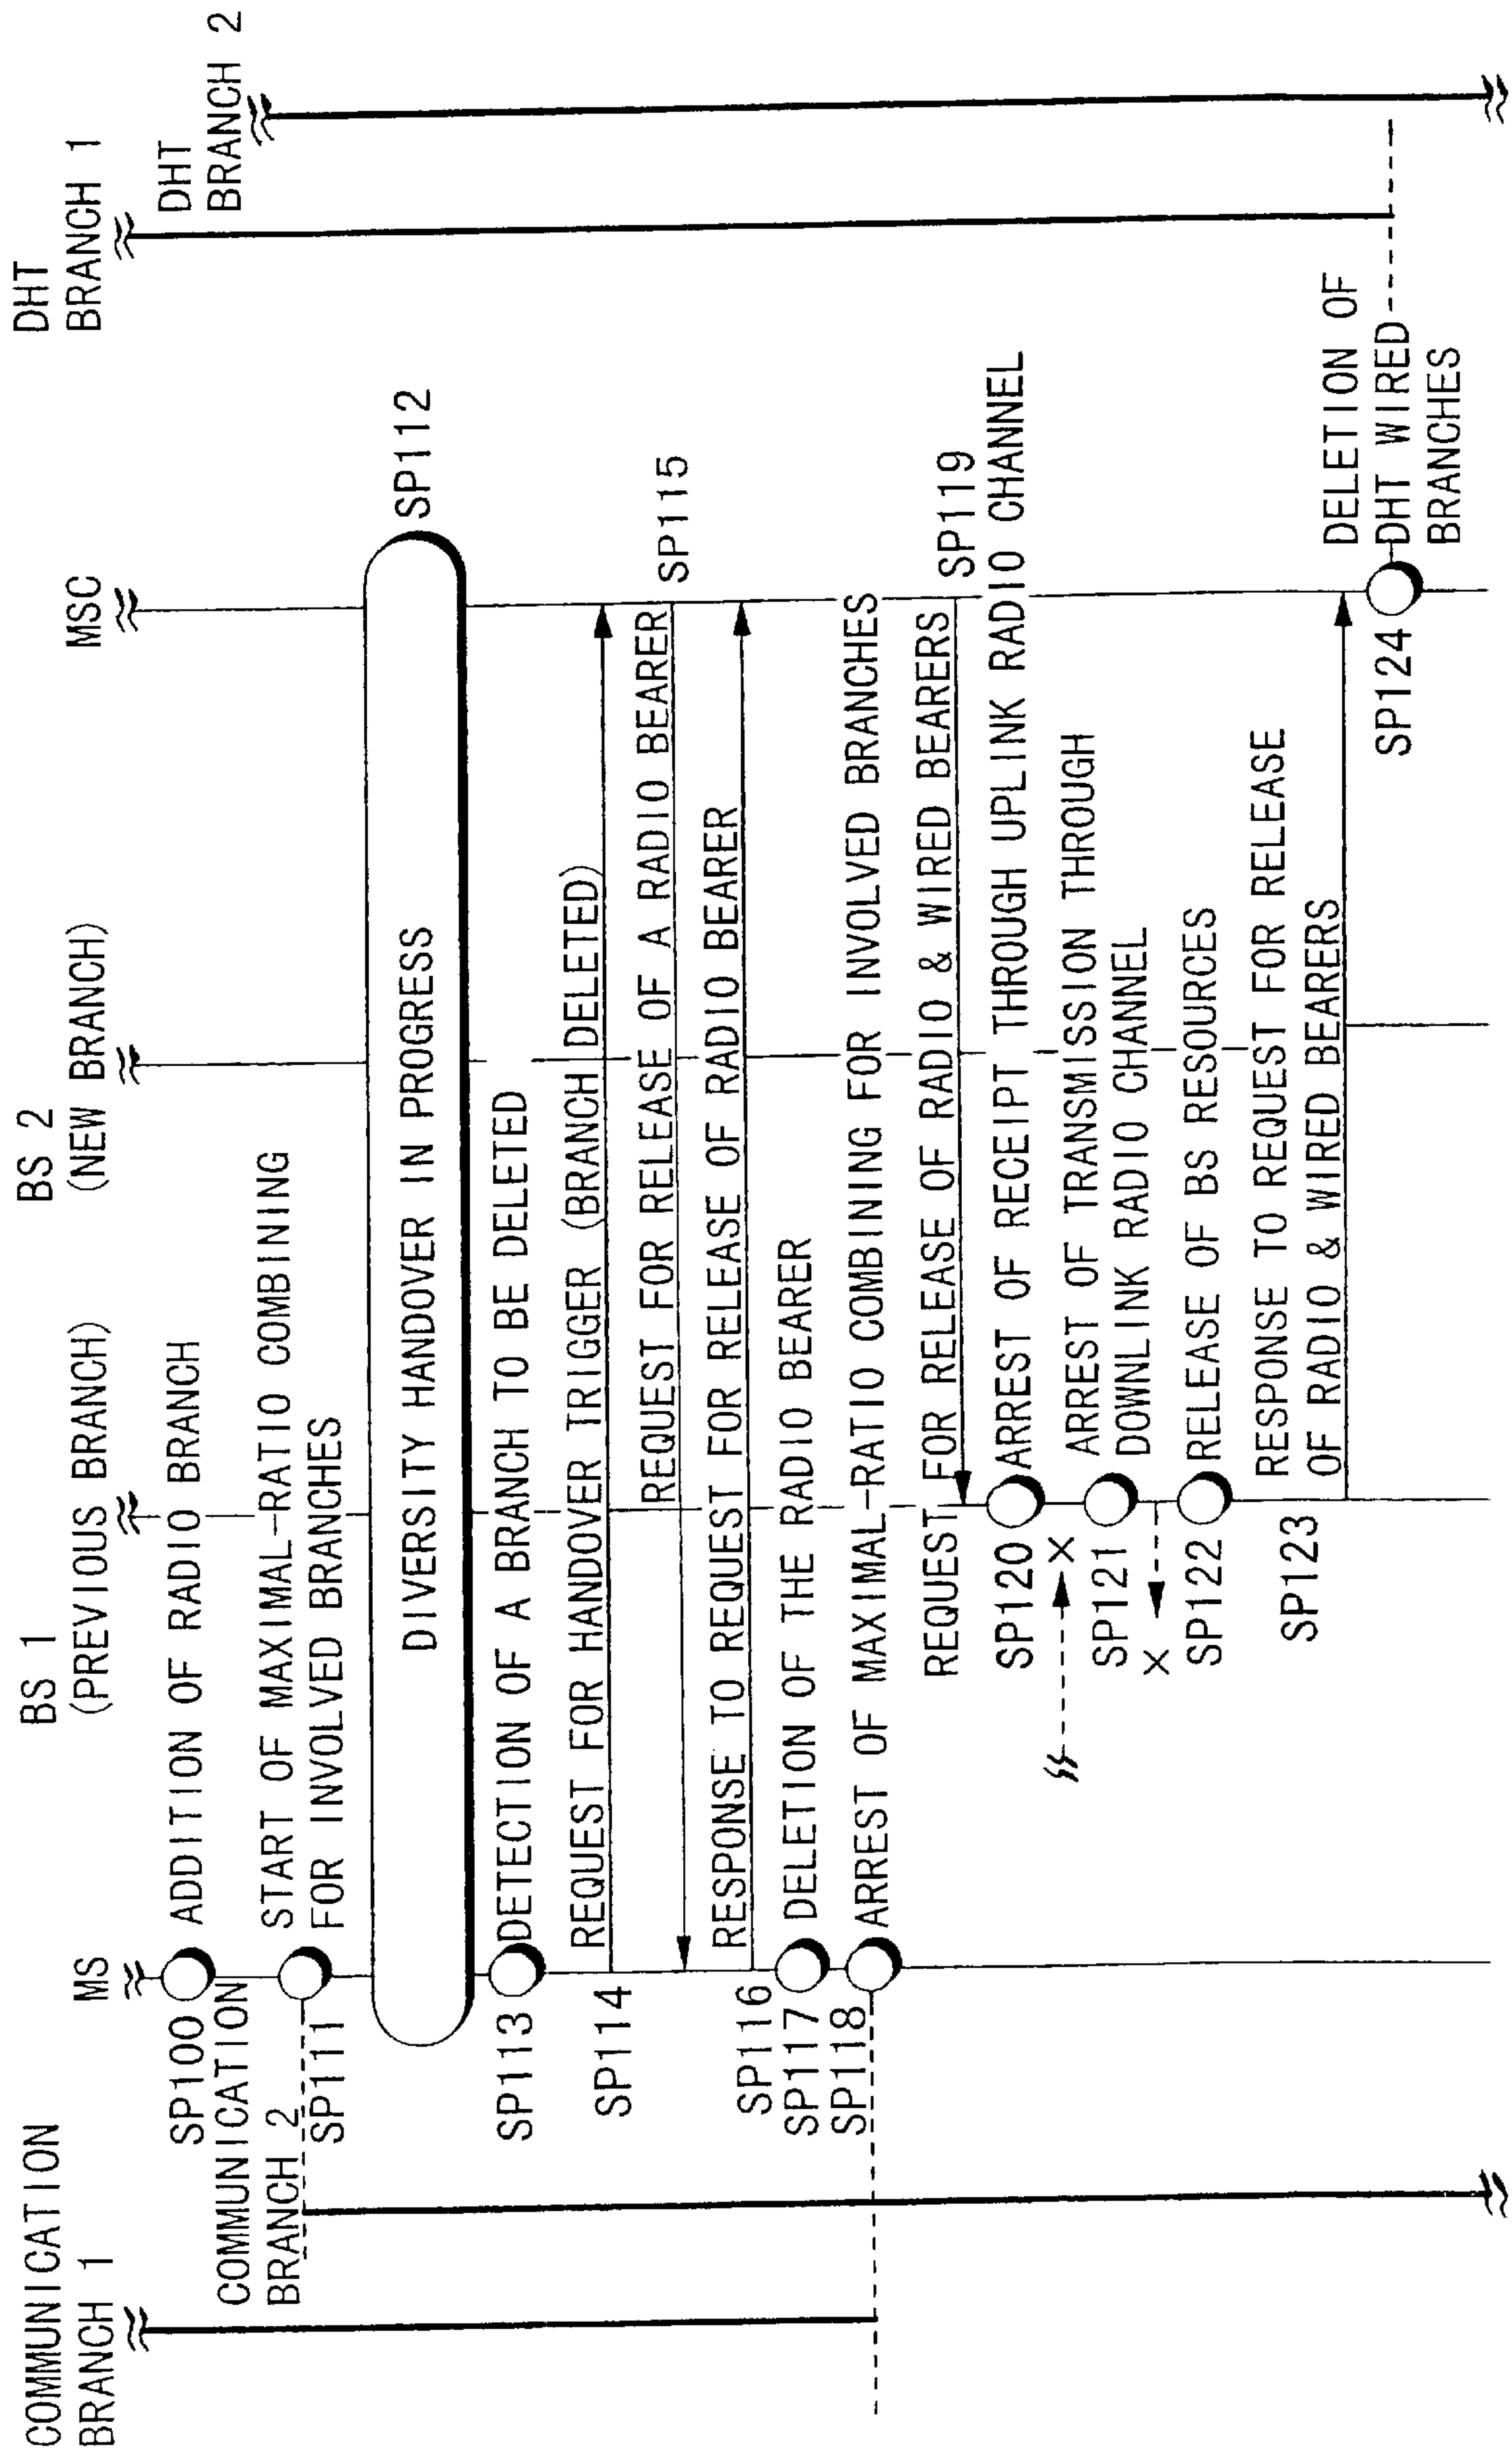 COMMUNICATION
BRANCH 1
MS
BS 1
(PREVIOUS BRANCH)
BS 2
(NEW BRANCH)
MSC
DHT
BRANCH 1
DHT
BRANCH 2
SP100
ADDITION OF RADIO BRANCH
COMMUNICATION
BRANCH 2
SP111
START OF MAXIMAL-RATIO COMBINING
FOR INVOLVED BRANCHES
DIVERSITY HANDOVER IN PROGRESS
SP112
SP113
DETECTION OF A BRANCH TO BE DELETED
SP114
REQUEST FOR HANDOVER TRIGGER (BRANCH DELETED)
REQUEST FOR RELEASE OF A RADIO BEARER
SP115
SP116
RESPONSE TO REQUEST FOR RELEASE OF RADIO BEARER
SP117
DELETION OF THE RADIO BEARER
SP118
ARREST OF MAXIMAL-RATIO COMBINING FOR INVOLVED BRANCHES
REQUEST FOR RELEASE OF RADIO & WIRED BEARERS
SP119
SP120
ARREST OF RECEIPT THROUGH UPLINK RADIO CHANNEL
X
SP121
ARREST OF TRANSMISSION THROUGH
DOWNLINK RADIO CHANNEL
X
SP122
RELEASE OF BS RESOURCES
SP123
RESPONSE TO REQUEST FOR RELEASE
OF RADIO & WIRED BEARERS
SP124
DELETION OF
DHT WIRED
BRANCHES